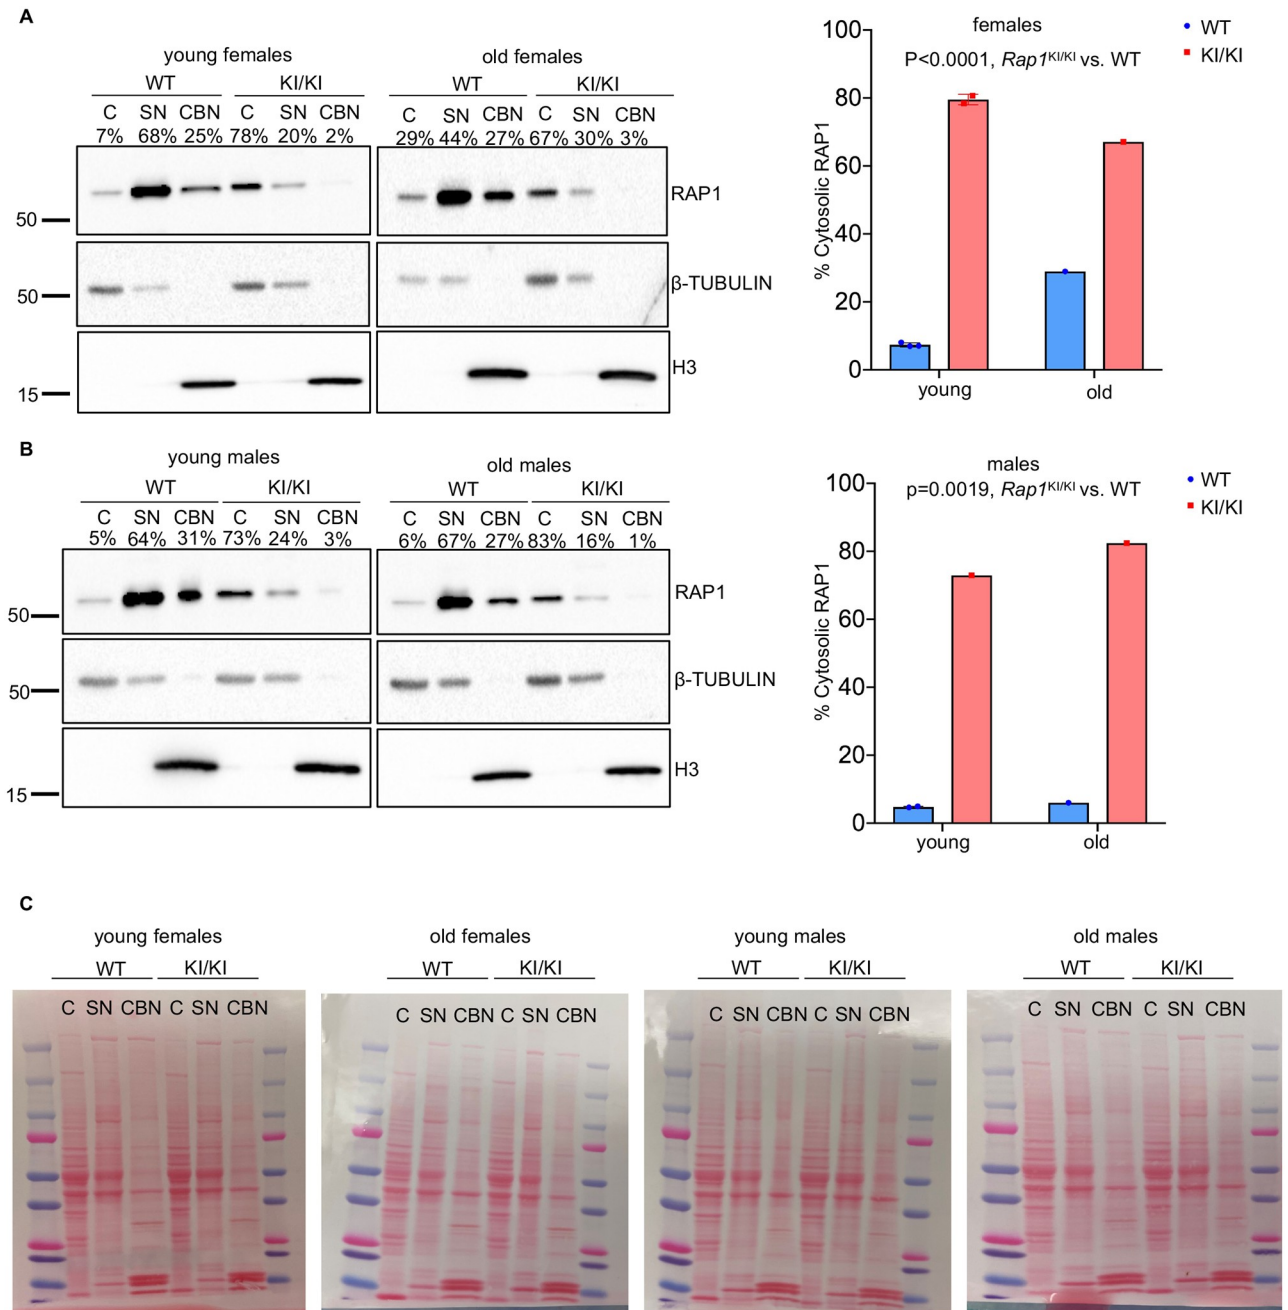 A
young females
WT KI/KI
C SN CBN C SN CBN
7% 68% 25% 78% 20% 2%
old females
WT KI/KI
C SN CBN C SN CBN
29% 44% 27% 67% 30% 3%
RAP1
50
β-TUBULIN
50
H3
15
females
P<0.0001, Rap1KI/KI vs. WT
WT
KI/KI
% Cytosolic RAP1
100
80
60
40
20
0
young old
B
young males
WT KI/KI
C SN CBN C SN CBN
5% 64% 31% 73% 24% 3%
old males
WT KI/KI
C SN CBN C SN CBN
6% 67% 27% 83% 16% 1%
RAP1
50
β-TUBULIN
50
H3
15
males
p=0.0019, Rap1KI/KI vs. WT
WT
KI/KI
% Cytosolic RAP1
100
80
60
40
20
0
young old
C
young females old females young males old males
WT KI/KI WT KI/KI WT KI/KI WT KI/KI
C SN CBN C SN CBN C SN CBN C SN CBN C SN CBN C SN CBN C SN CBN C SN CBN